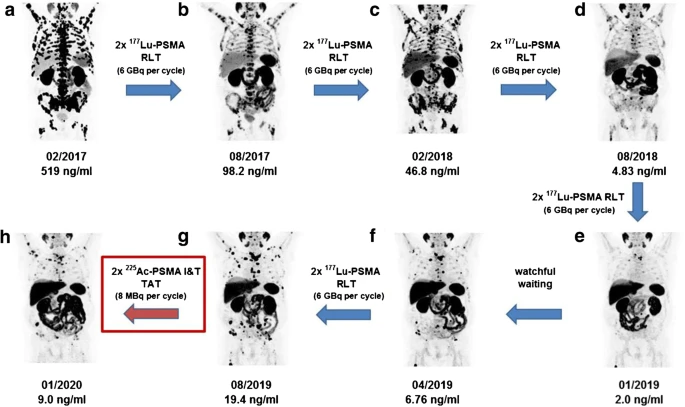 a
2x ¹⁷⁷Lu-PSMA
RLT
(6 GBq per cycle)
b
2x ¹⁷⁷Lu-PSMA
RLT
(6 GBq per cycle)
c
2x ¹⁷⁷Lu-PSMA
RLT
(6 GBq per cycle)
d
02/2017
519 ng/ml
08/2017
98.2 ng/ml
02/2018
46.8 ng/ml
08/2018
4.83 ng/ml
2x ¹⁷⁷Lu-PSMA RLT
(6 GBq per cycle)
h
2x ²²⁵Ac-PSMA I&T
TAT
(8 MBq per cycle)
g
2x ¹⁷⁷Lu-PSMA
RLT
(6 GBq per cycle)
f
watchful
waiting
e
01/2020
9.0 ng/ml
08/2019
19.4 ng/ml
04/2019
6.76 ng/ml
01/2019
2.0 ng/ml